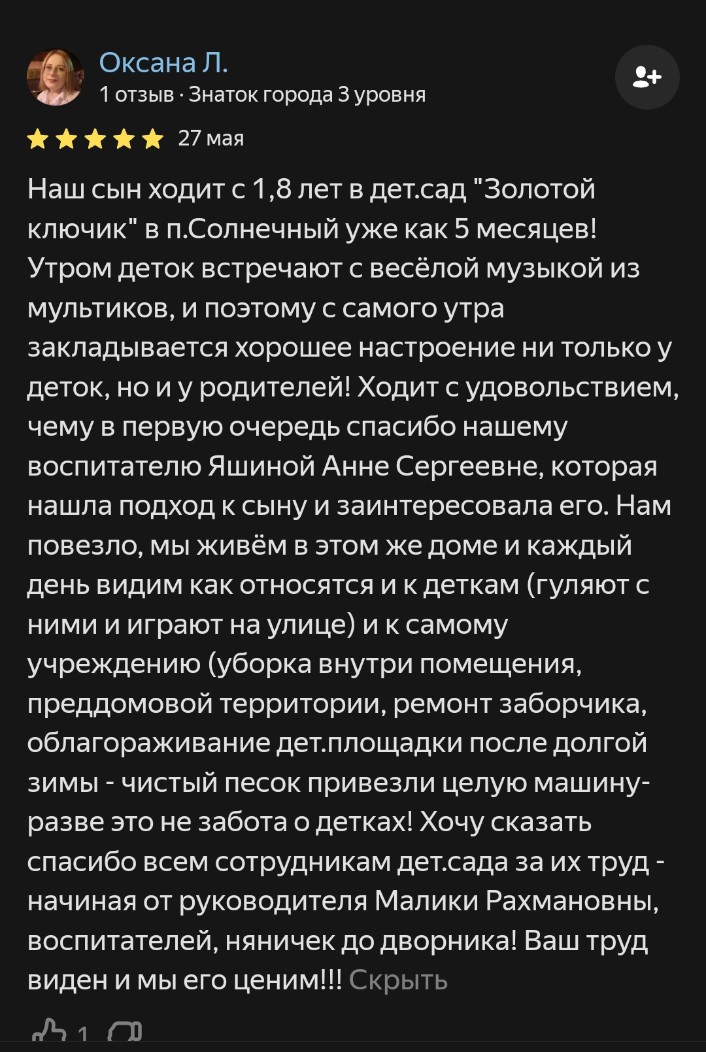 Оксана Л.
1 отзыв · Знаток города 3 уровня
27 мая
Наш сын ходит с 1,8 лет в дет.сад "Золотой
ключик" в п.Солнечный уже как 5 месяцев!
Утром деток встречают с весёлой музыкой из
мультиков, и поэтому с самого утра
закладывается хорошее настроение ни только у
деток, но и у родителей! Ходит с удовольствием,
чему в первую очередь спасибо нашему
воспитателю Яшиной Анне Сергеевне, которая
нашла подход к сыну и заинтересовала его. Нам
повезло, мы живём в этом же доме и каждый
день видим как относятся и к деткам (гуляют с
ними и играют на улице) и к самому
учреждению (уборка внутри помещения,
преддомовой территории, ремонт заборчика,
облагораживание дет.площадки после долгой
зимы - чистый песок привезли целую машину-
разве это не забота о детках! Хочу сказать
спасибо всем сотрудникам дет.сада за их труд -
начиная от руководителя Малики Рахмановны,
воспитателей, няничек до дворника! Ваш труд
виден и мы его ценим!!! Скрыть
1